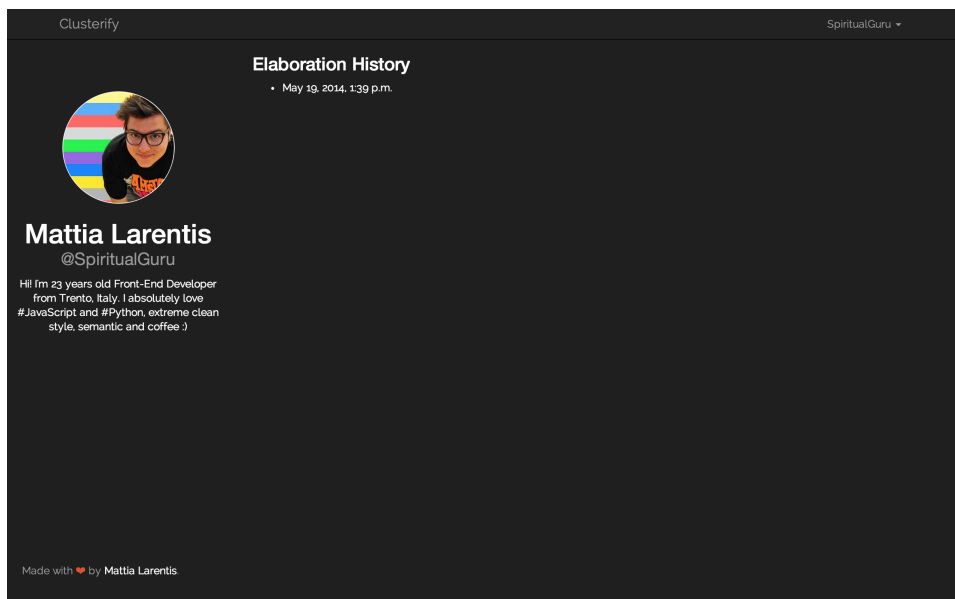 Clusterify
SpiritualGuru
Elaboration History
May 19, 2014, 1:39 p.m.
Mattia Larentis
@SpiritualGuru
Hi! I'm 23 years old Front-End Developer
from Trento, Italy. I absolutely love
#JavaScript and #Python, extreme clean
style, semantic and coffee :)
Made with ❤ by Mattia Larentis.